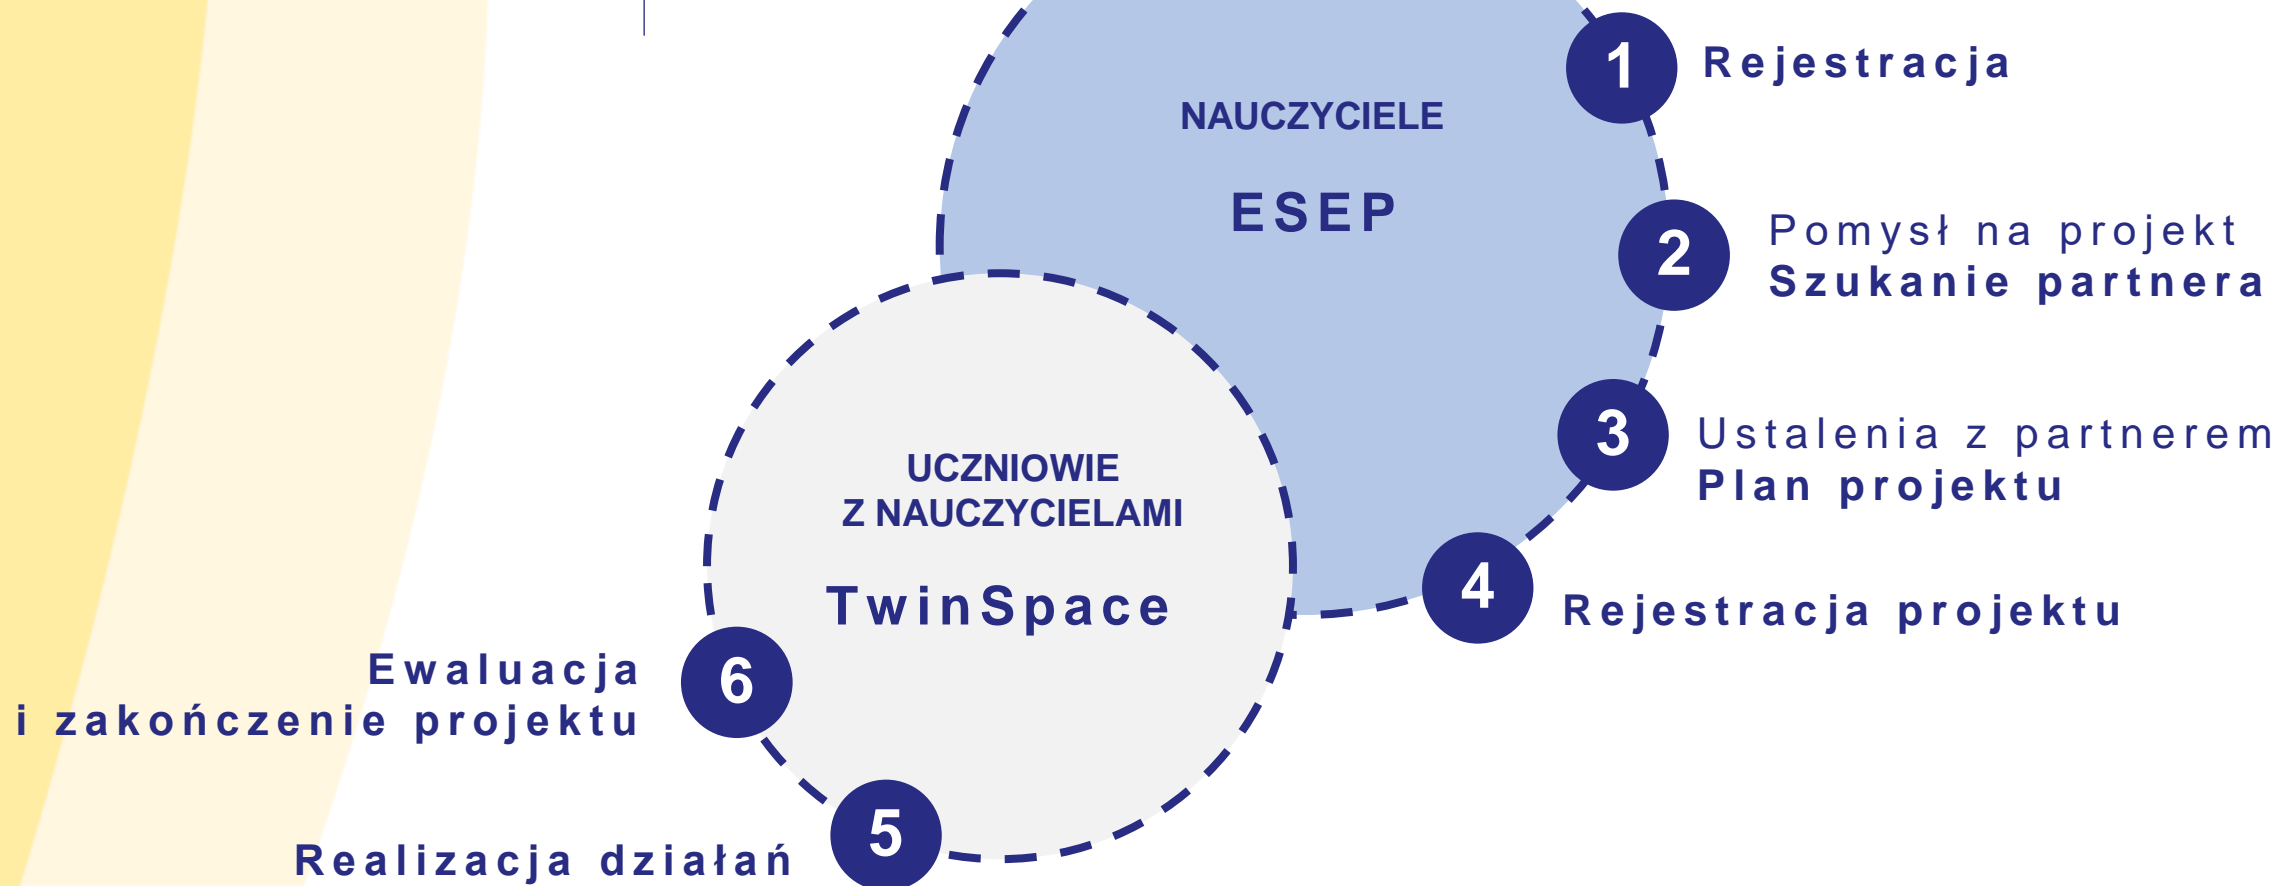 1
Rejestracja
NAUCZYCIELE
ESEP
2
Pomysł na projekt
Szukanie partnera
3
Ustalenia z partnerem
Plan projektu
UCZNIOWIE
Z NAUCZYCIELAMI
TwinSpace
4
Rejestracja projektu
6
Ewaluacja
i zakończenie projektu
5
Realizacja działań